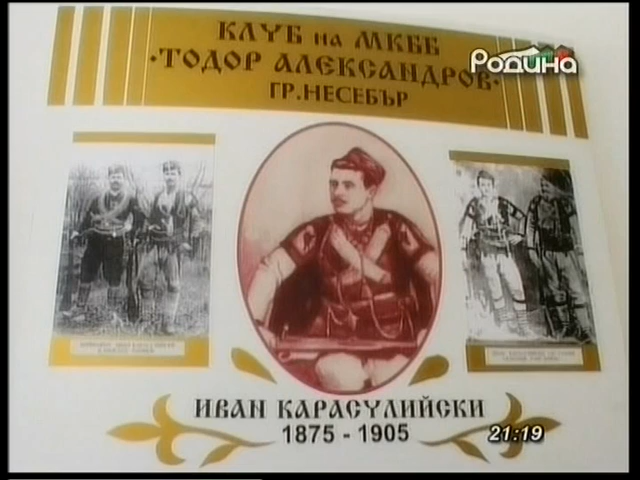 КЛУБ на МКББ
Родина
·ТОДОР АЛЕКСАНДРОВ·
ГР.НЕСЕБЪР
ИВАН КАРАСУЛИЙСКИ
1875 - 1905
21:19